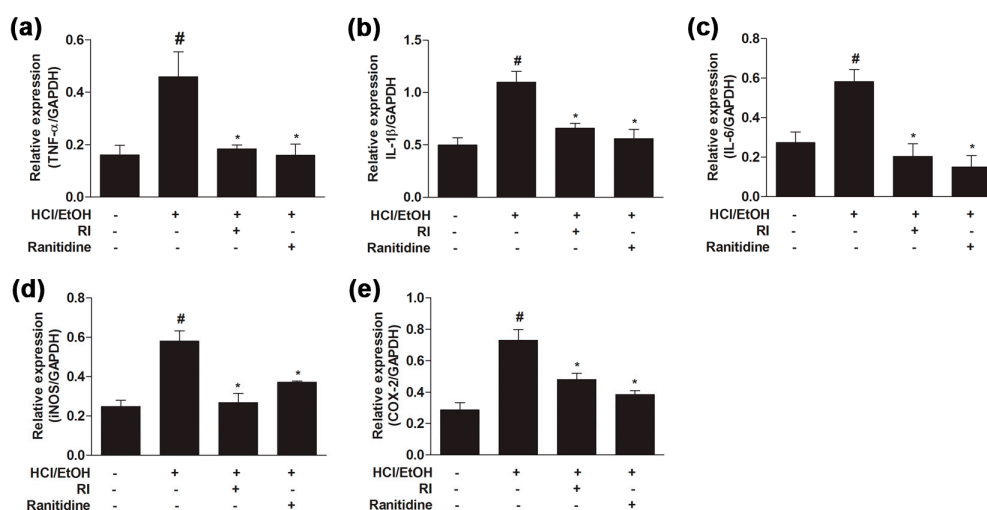 (a)
Relative expression
(TNF-α/GAPDH)
0.6
0.4
0.2
0.0
#
*
*
HCl/EtOH - + + +
RI - - + -
Ranitidine - - - +
(b)
Relative expression
IL-1β/GAPDH
1.5
1.0
0.5
0.0
#
*
*
HCl/EtOH - + + +
RI - - + -
Ranitidine - - - +
(c)
Relative expression
(IL-6/GAPDH)
0.8
0.6
0.4
0.2
0.0
#
*
*
HCl/EtOH - + + +
RI - - + -
Ranitidine - - - +
(d)
Relative expression
(iNOS/GAPDH)
0.8
0.6
0.4
0.2
0.0
#
*
*
HCl/EtOH - + + +
RI - - + -
Ranitidine - - - +
(e)
Relative expression
(COX-2/GAPDH)
1.0
0.8
0.6
0.4
0.2
0.0
#
*
*
HCl/EtOH - + + +
RI - - + -
Ranitidine - - - +